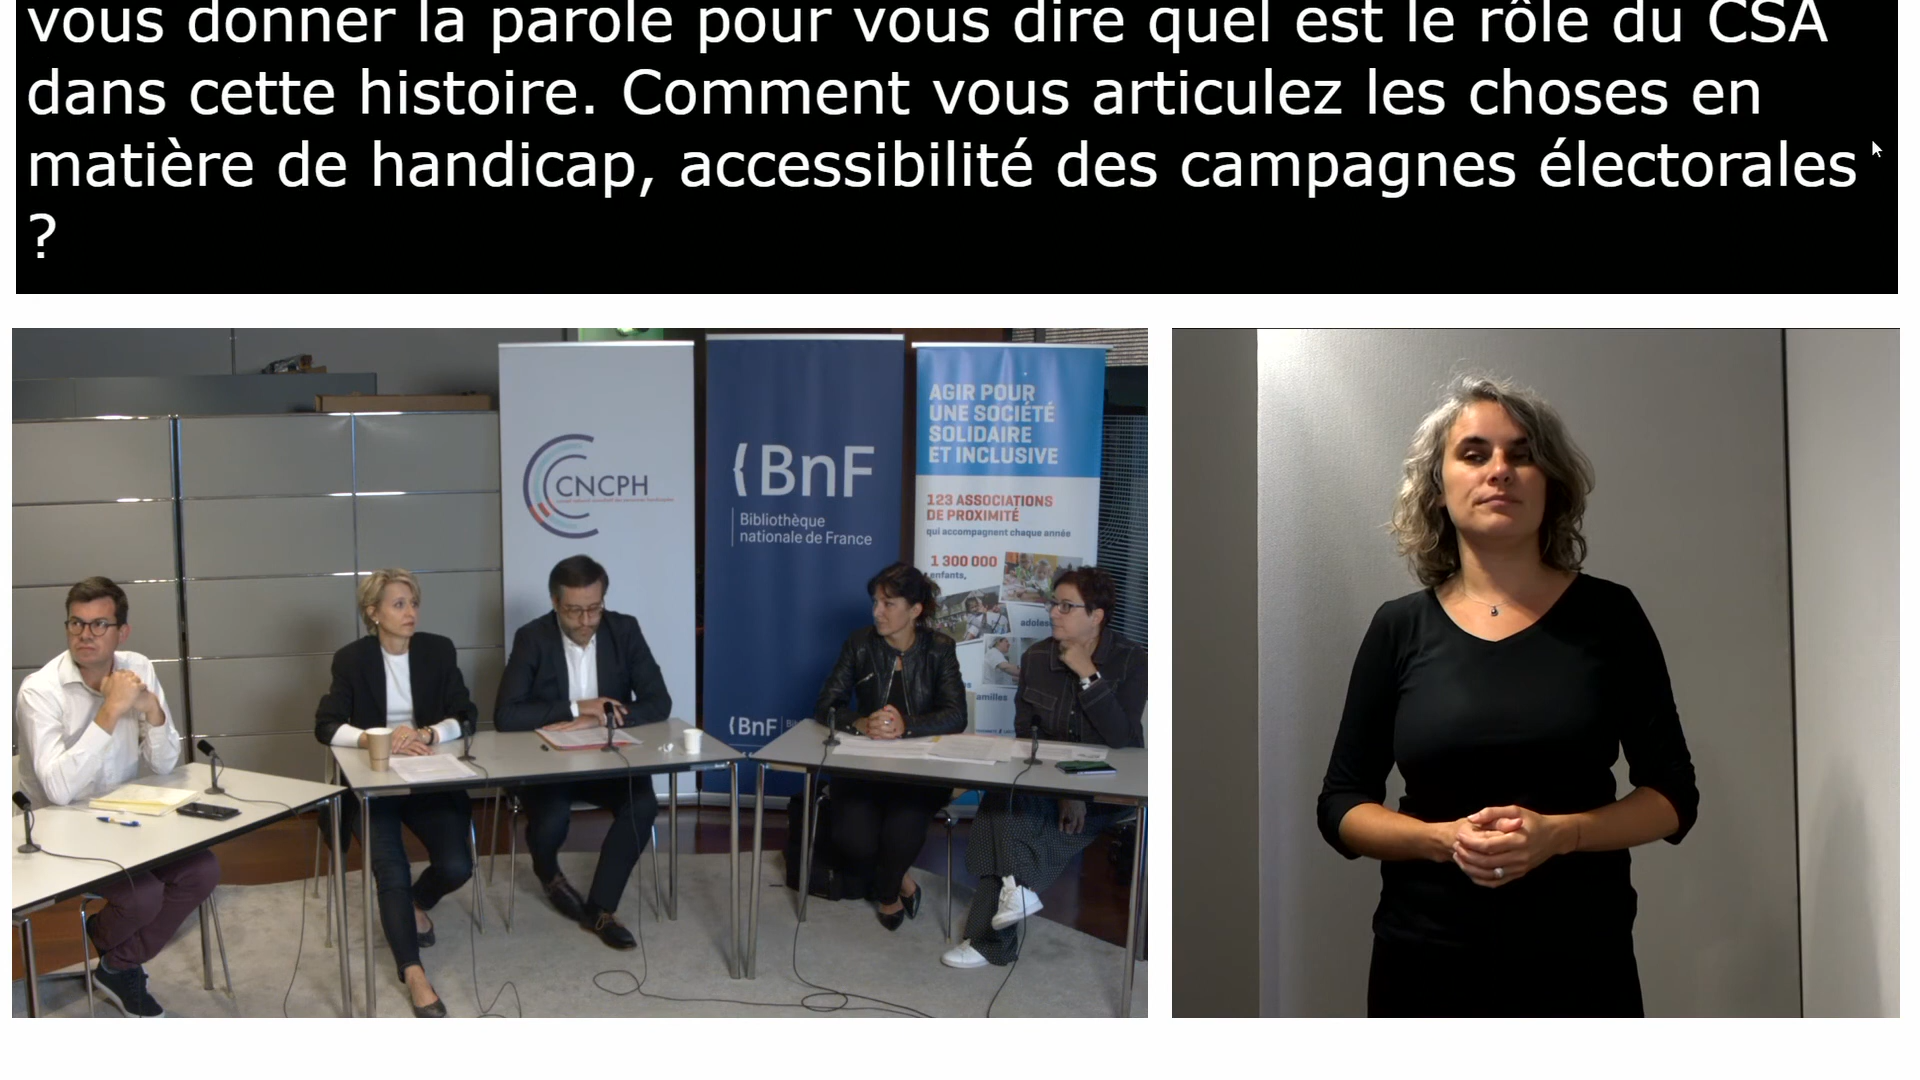 vous donner la parole pour vous dire quel est le rôle du CSA
dans cette histoire. Comment vous articulez les choses en
matière de handicap, accessibilité des campagnes électorales
?
CNCPH
BnF
Bibliothèque
nationale de France
BnF
AGIR POUR
UNE SOCIÉTÉ
SOLIDAIRE
ET INCLUSIVE
123 ASSOCIATIONS
DE PROXIMITÉ
qui accompagnent chaque année
1 300 000
enfants,